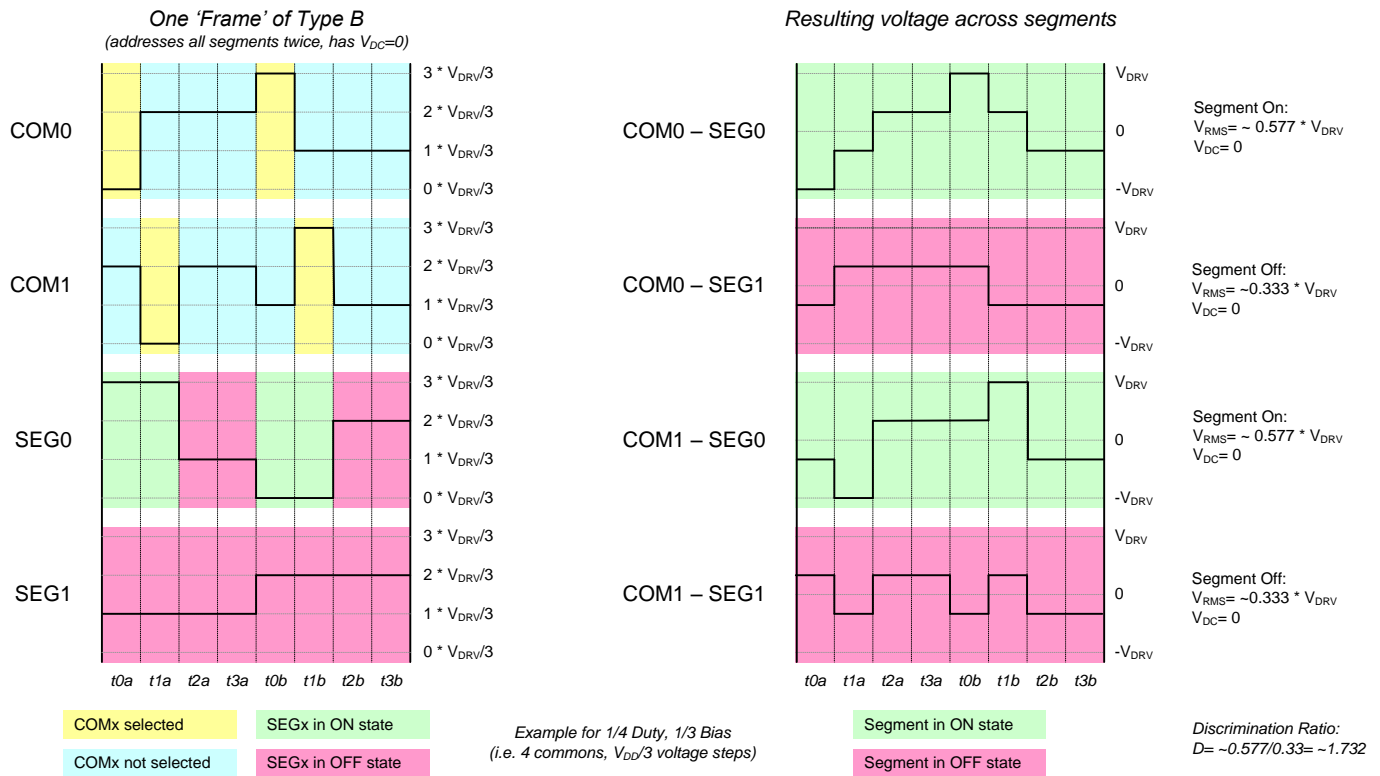 One 'Frame' of Type B
(addresses all segments twice, has VDC=0)
Resulting voltage across segments
COM0
3 * VDRV/3
2 * VDRV/3
1 * VDRV/3
0 * VDRV/3
COM0 – SEG0
VDRV
0
-VDRV
Segment On:
VRMS= ~ 0.577 * VDRV
VDC= 0
COM1
3 * VDRV/3
2 * VDRV/3
1 * VDRV/3
0 * VDRV/3
COM0 – SEG1
VDRV
0
-VDRV
Segment Off:
VRMS= ~0.333 * VDRV
VDC= 0
SEG0
3 * VDRV/3
2 * VDRV/3
1 * VDRV/3
0 * VDRV/3
COM1 – SEG0
VDRV
0
-VDRV
Segment On:
VRMS= ~ 0.577 * VDRV
VDC= 0
SEG1
3 * VDRV/3
2 * VDRV/3
1 * VDRV/3
0 * VDRV/3
COM1 – SEG1
VDRV
0
-VDRV
Segment Off:
VRMS= ~0.333 * VDRV
VDC= 0
t0a t1a t2a t3a t0b t1b t2b t3b
t0a t1a t2a t3a t0b t1b t2b t3b
COMx selected
SEGx in ON state
COMx not selected
SEGx in OFF state
Example for 1/4 Duty, 1/3 Bias
(i.e. 4 commons, VDD/3 voltage steps)
Segment in ON state
Segment in OFF state
Discrimination Ratio:
D= ~0.577/0.33= ~1.732